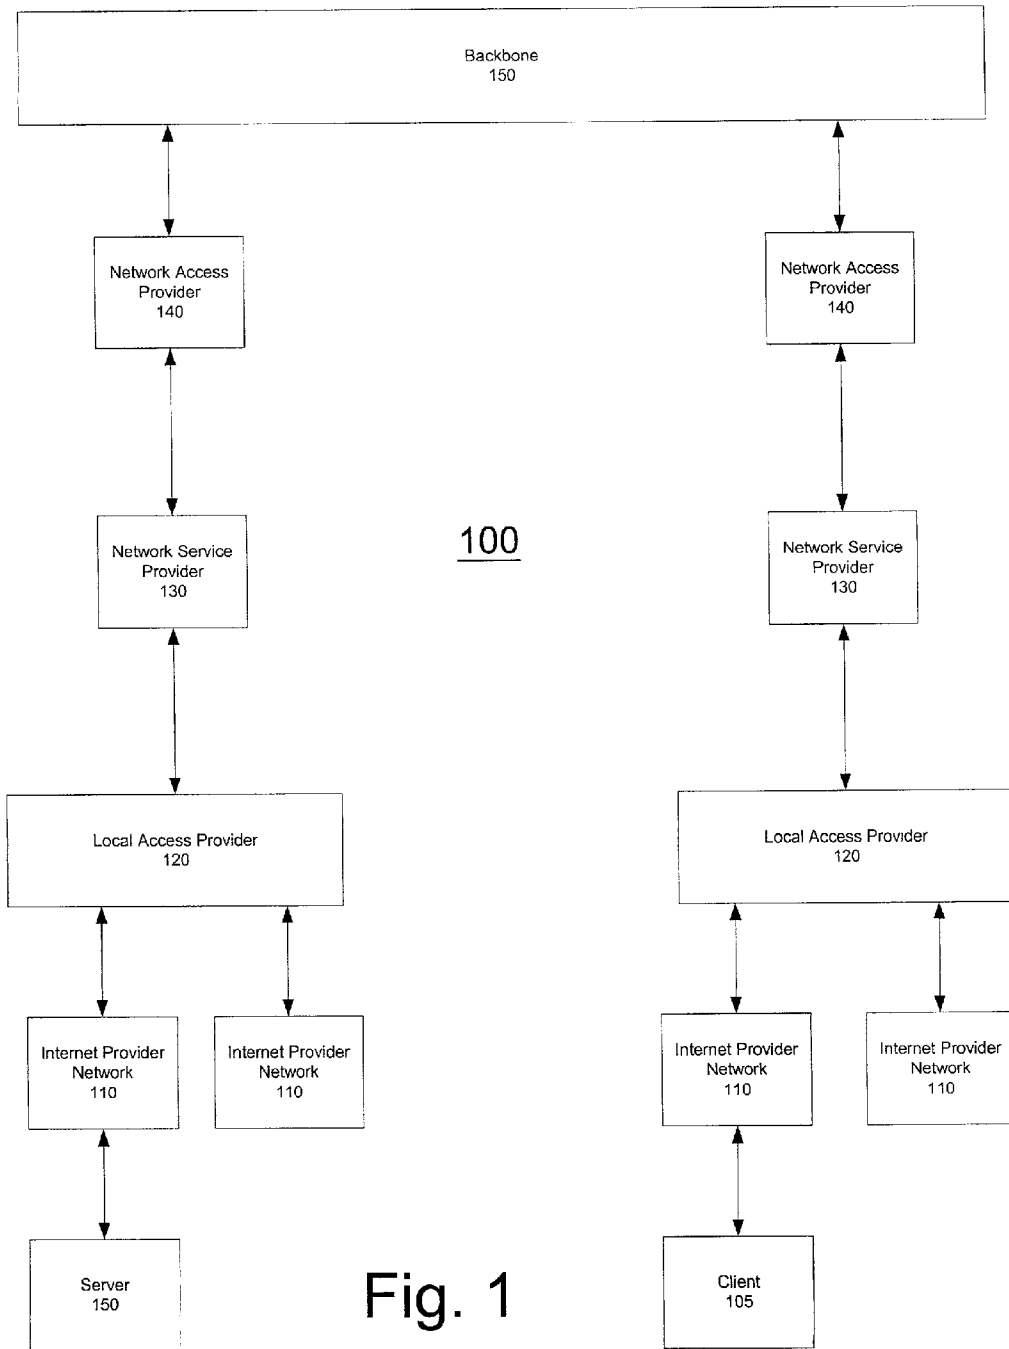 Backbone
150
Network Access
Provider
140
Network Access
Provider
140
Network Service
Provider
130
100
Network Service
Provider
130
Local Access Provider
120
Local Access Provider
120
Internet Provider
Network
110
Internet Provider
Network
110
Internet Provider
Network
110
Internet Provider
Network
110
Server
150
Fig. 1
Client
105